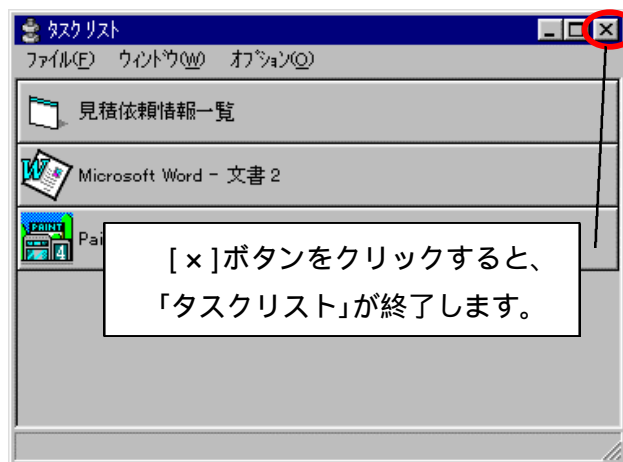 タスク リスト
ファイル(F) ウィンドウ(W) オプション(O)
見積依頼情報一覧
Microsoft Word - 文書 2
PAINT
4
Pai
[×]ボタンをクリックすると、
「タスクリスト」が終了します。